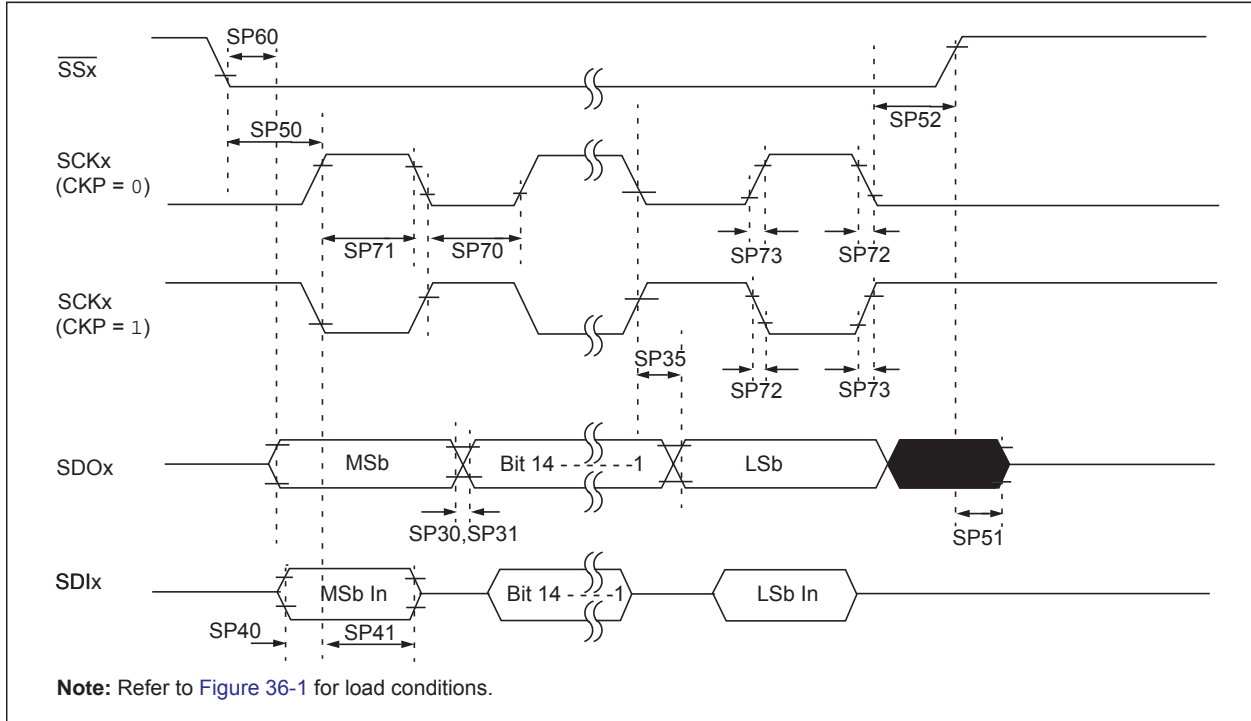 SP60
SSx
SP50
SP52
SCKx
(CKP = 0)
SP71
SP70
SP73
SP72
SCKx
(CKP = 1)
SP35
SP72
SP73
SDOx
MSb
Bit 14 - - - - - -1
LSb
SP30,SP31
SP51
SDIx
MSb In
Bit 14 - - - -1
LSb In
SP40
SP41
Note: Refer to Figure 36-1 for load conditions.